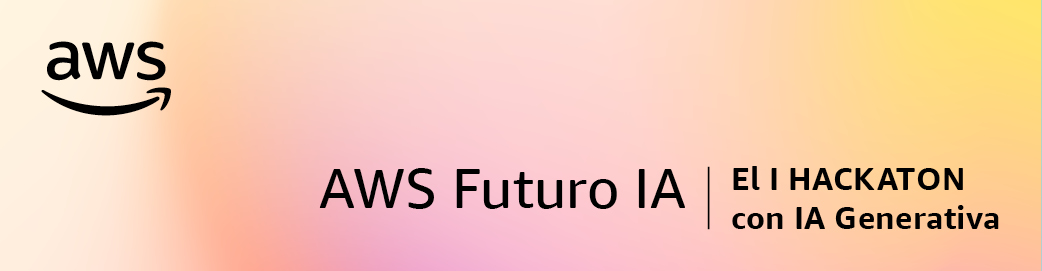 aws
AWS Futuro IA
El I HACKATON
con IA Generativa